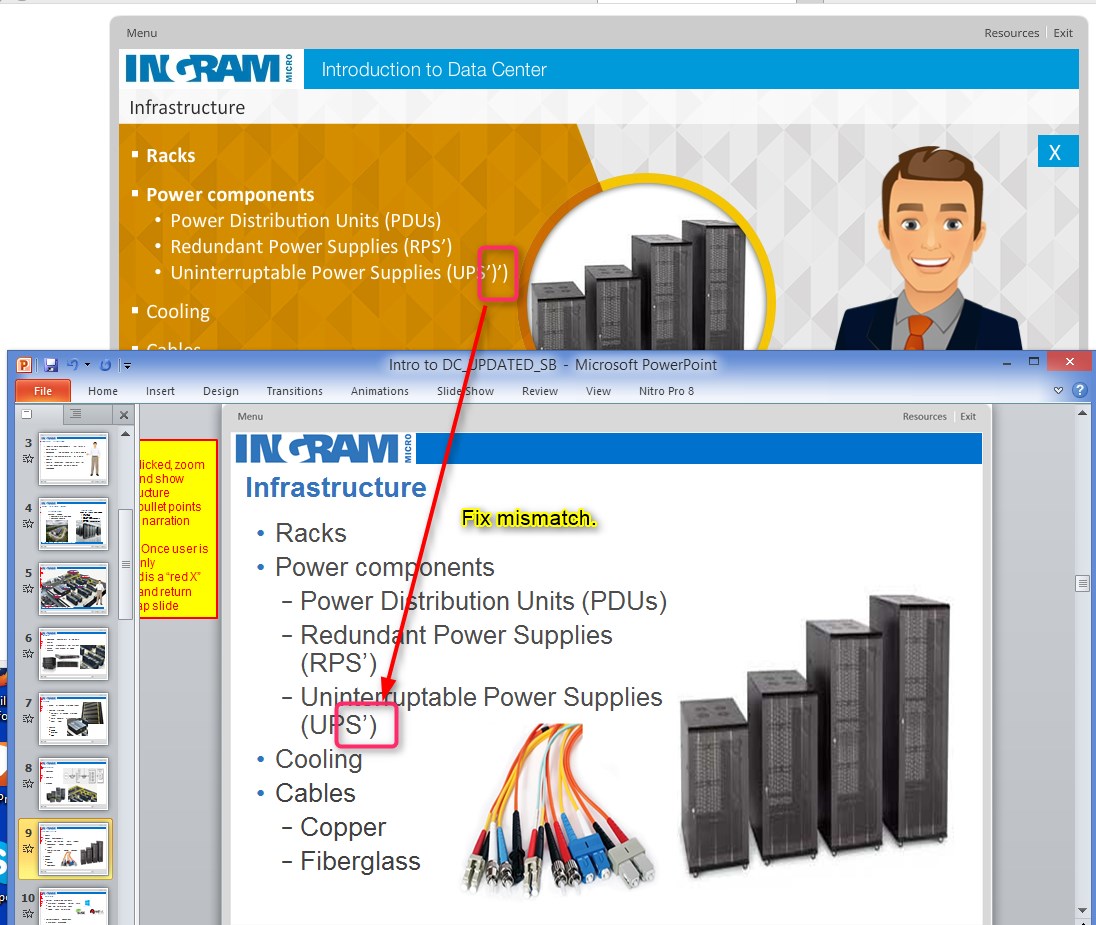 Menu
Resources
Exit
INGRAM MICRO
Introduction to Data Center
Infrastructure
X
Racks
Power components
Power Distribution Units (PDUs)
Redundant Power Supplies (RPS’)
Uninterruptable Power Supplies (UPS’)’)
Cooling
Cables
Intro to DC_UPDATED_SB - Microsoft PowerPoint
File
Home
Insert
Design
Transitions
Animations
Slide Show
Review
View
Nitro Pro 8
3
4
5
6
7
8
9
10
licked, zoom
nd show
ucture
bullet points
narration
Once user is
nly
dis a “red X”
and return
ap slide
Menu
Resources
Exit
INGRAM MICRO
Infrastructure
Fix mismatch.
• Racks
• Power components
– Power Distribution Units (PDUs)
– Redundant Power Supplies
(RPS’)
– Uninterruptable Power Supplies
(UPS’)
• Cooling
• Cables
– Copper
– Fiberglass